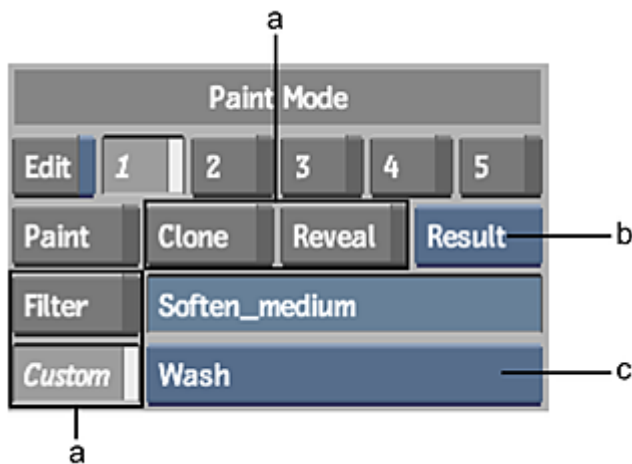 a
Paint Mode
Edit 1 2 3 4 5
Paint Clone Reveal Result b
Filter Soften_medium
Custom Wash c
a